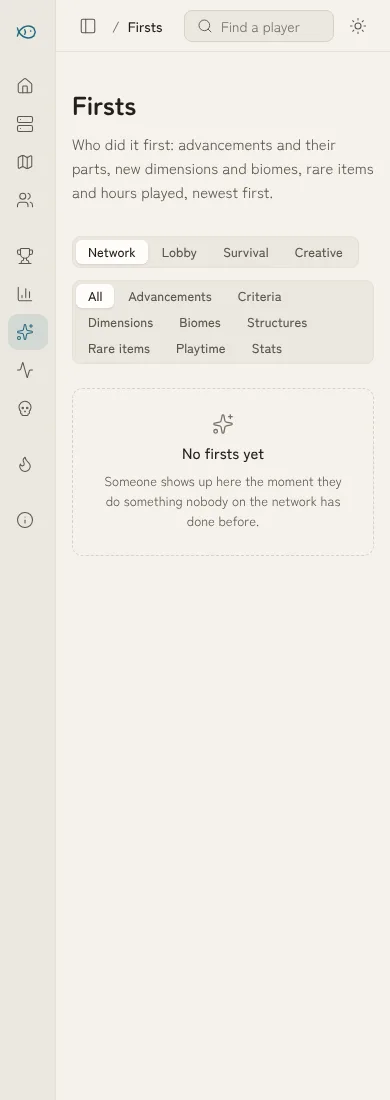 / Firsts
Find a player
Firsts
Who did it first: advancements and their
parts, new dimensions and biomes, rare items
and hours played, newest first.
Network Lobby Survival Creative
All Advancements Criteria
Dimensions Biomes Structures
Rare items Playtime Stats
No firsts yet
Someone shows up here the moment they
do something nobody on the network has
done before.